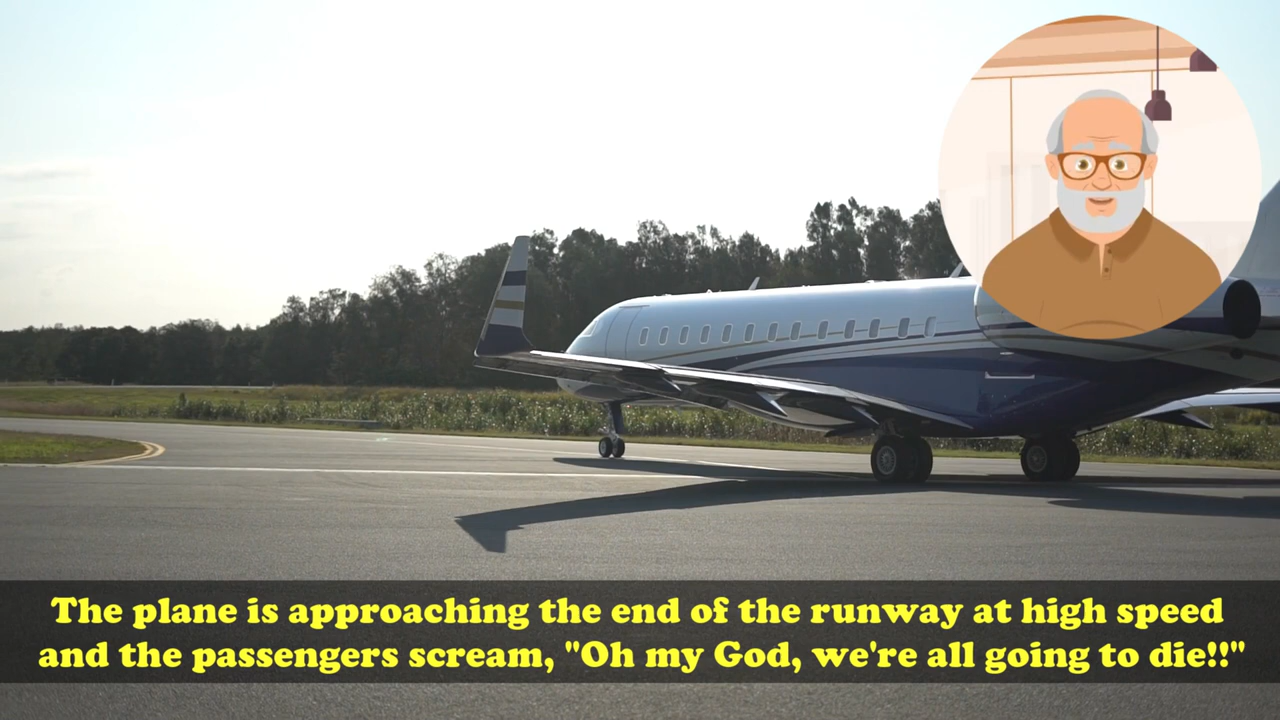 The plane is approaching the end of the runway at high speed
and the passengers scream, "Oh my God, we're all going to die!!"